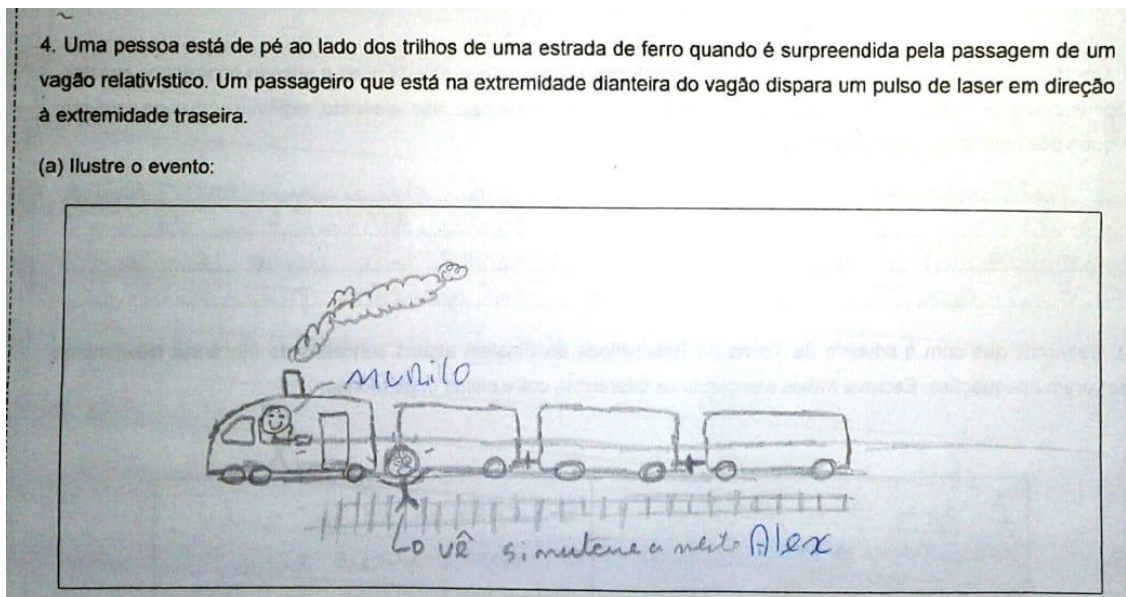 4. Uma pessoa está de pé ao lado dos trilhos de uma estrada de ferro quando é surpreendida pela passagem de um
vagão relativístico. Um passageiro que está na extremidade dianteira do vagão dispara um pulso de laser em direção
à extremidade traseira.
(a) Ilustre o evento:
Murilo
vê Alex